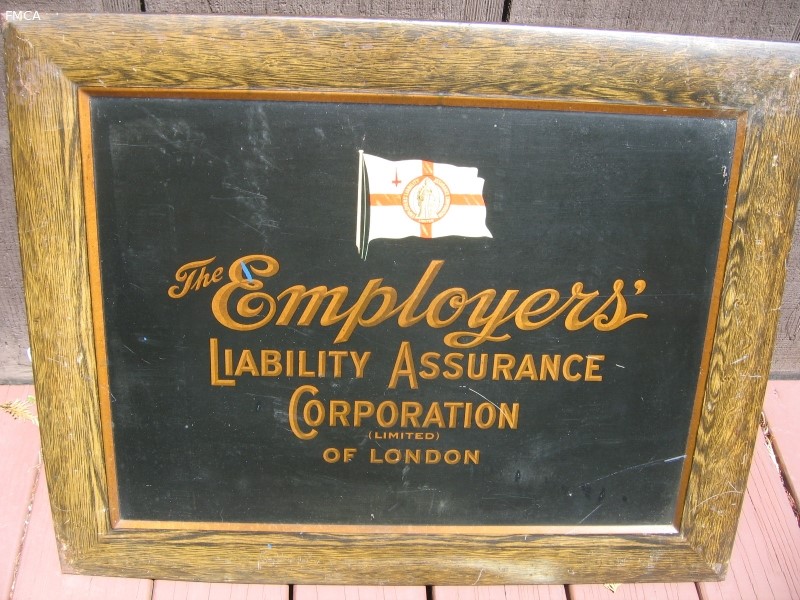 FMCA
The Employers'
LIABILITY ASSURANCE
CORPORATION
(LIMITED)
OF LONDON